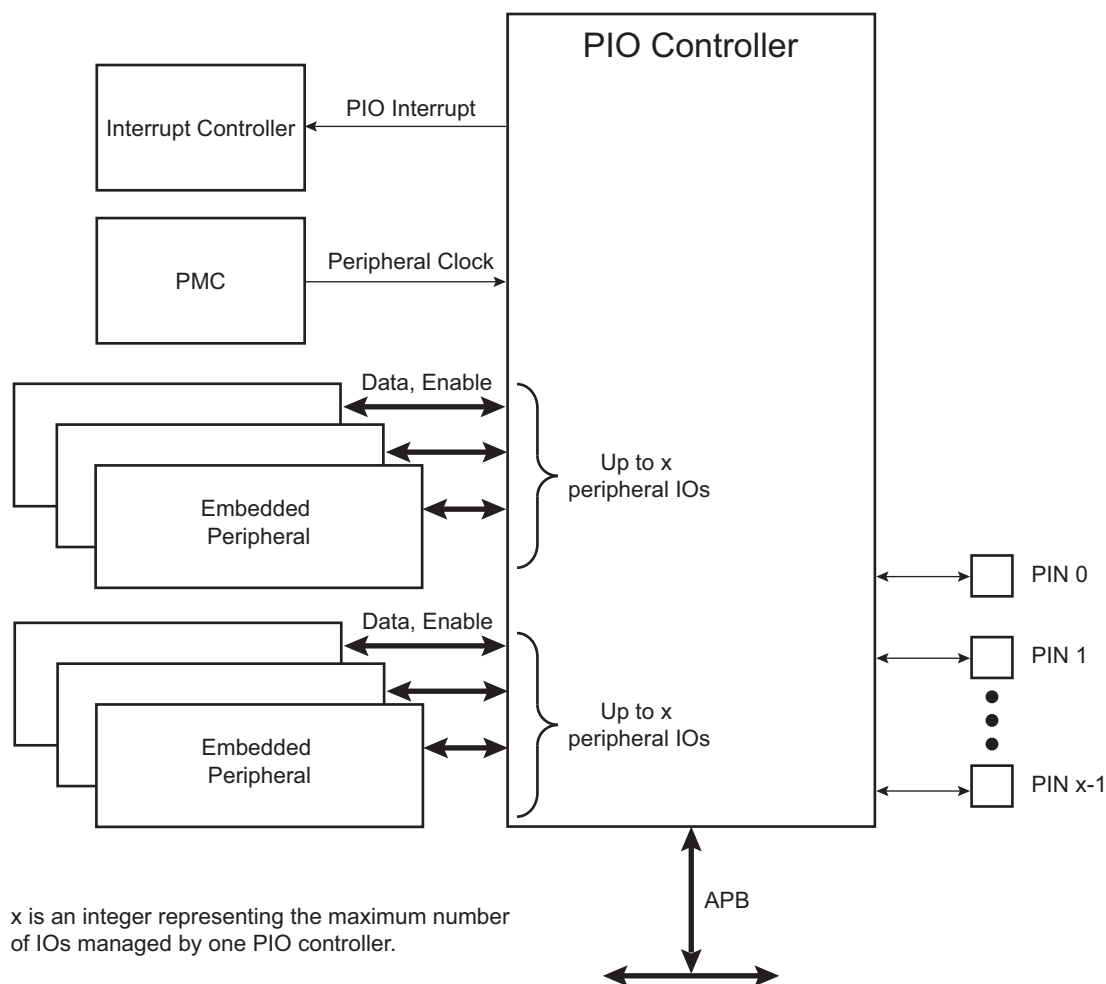 PIO Controller
PIO Interrupt
Interrupt Controller
Peripheral Clock
PMC
Data, Enable
Up to x
peripheral IOs
Embedded
Peripheral
PIN 0
Data, Enable
PIN 1
Up to x
peripheral IOs
Embedded
Peripheral
PIN x-1
APB
x is an integer representing the maximum number
of IOs managed by one PIO controller.